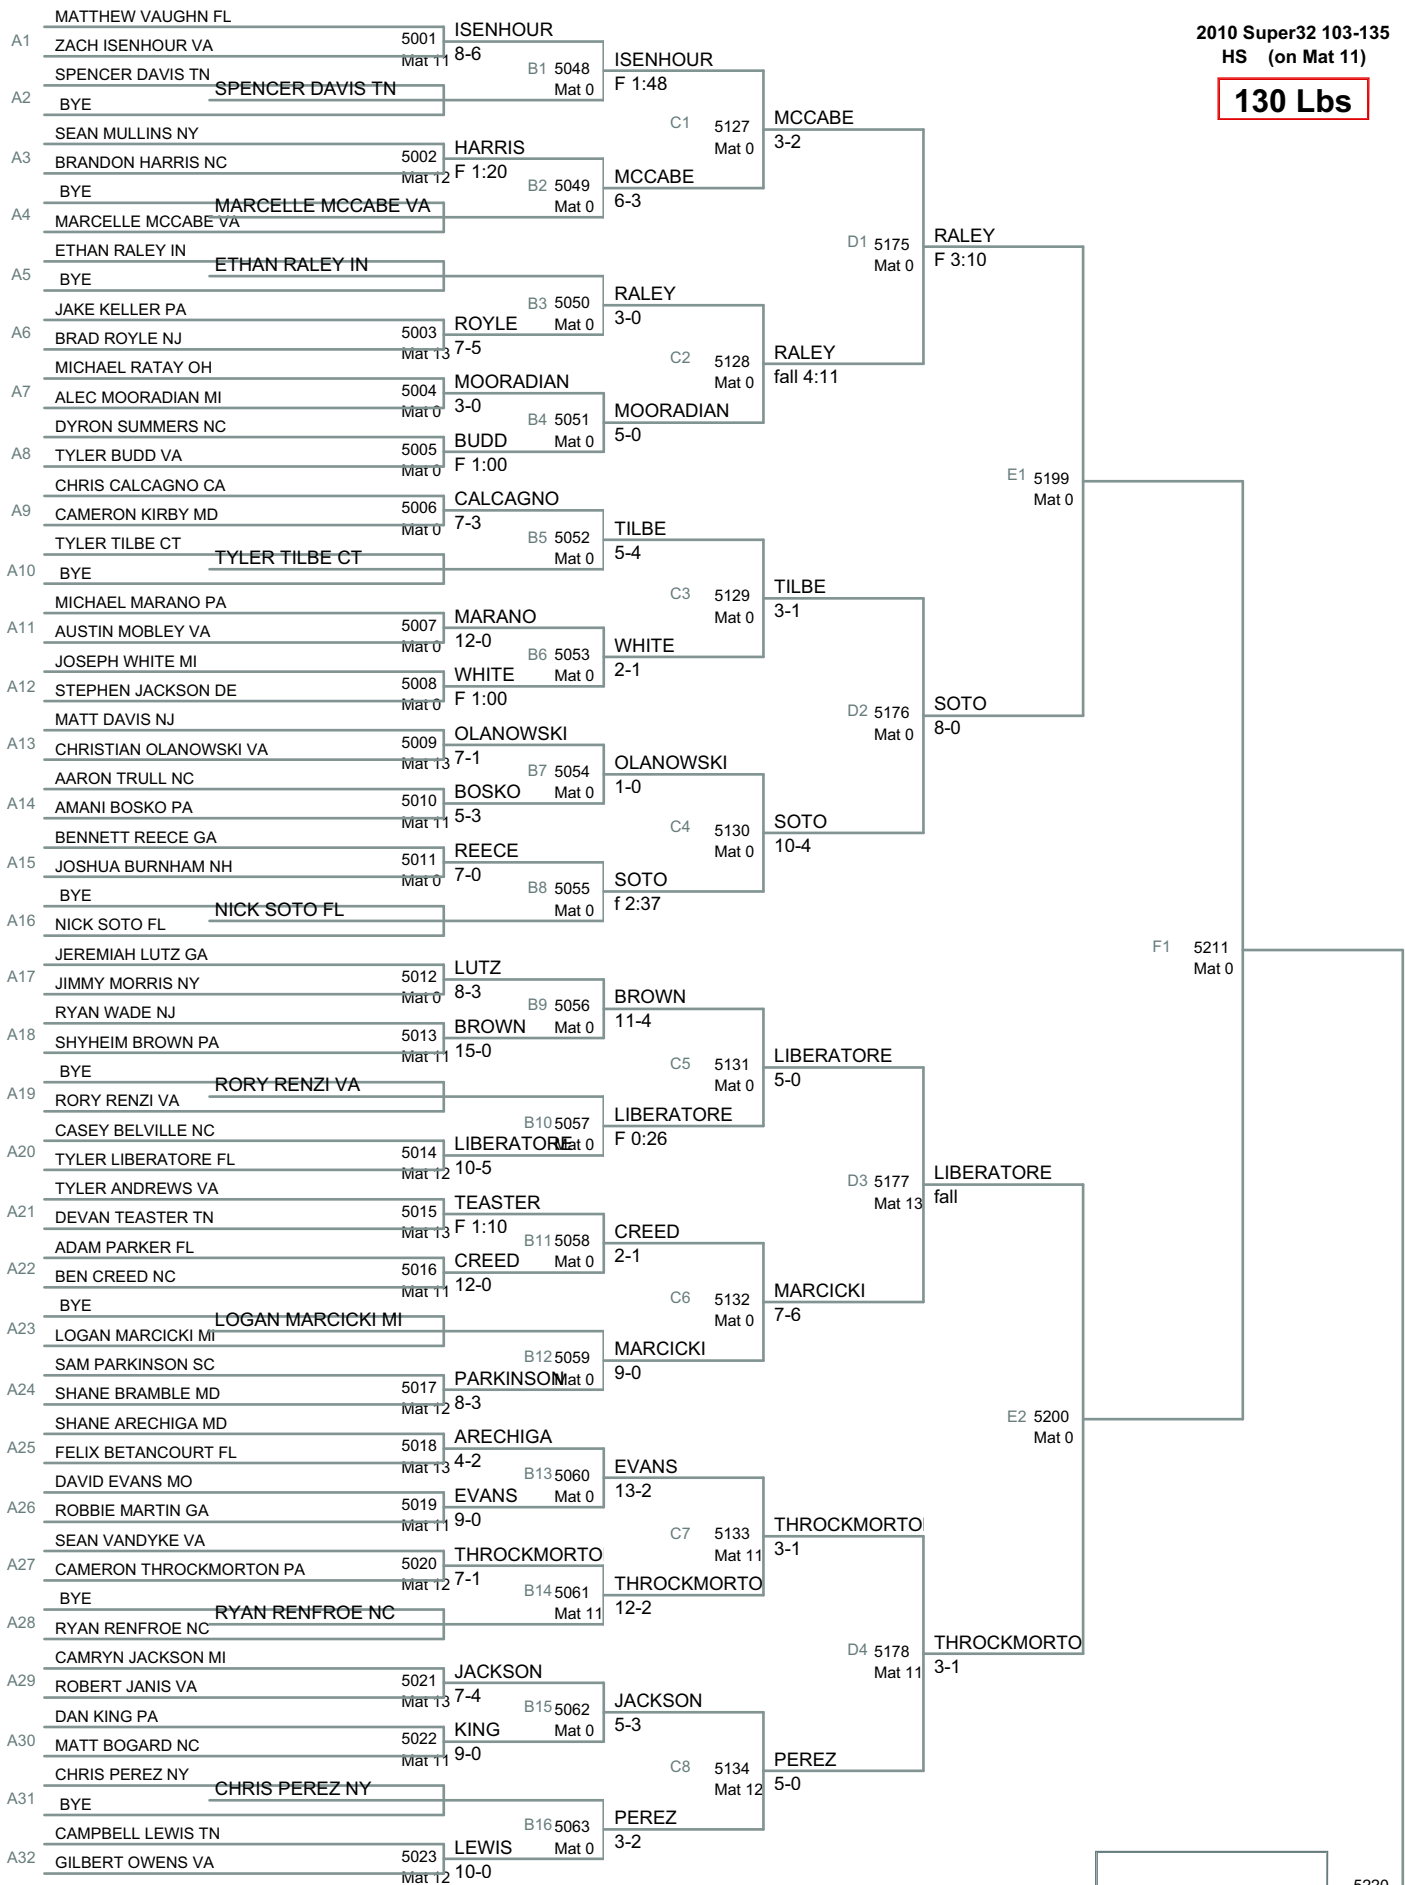 2010 Super32 103-135
HS (on Mat 11)
130 Lbs
A1
MATTHEW VAUGHN FL
ZACH ISENHOUR VA
5001
Mat 11
ISENHOUR
8-6
A2
SPENCER DAVIS TN
BYE
SPENCER DAVIS TN
B1 5048
Mat 0
ISENHOUR
F 1:48
A3
SEAN MULLINS NY
BRANDON HARRIS NC
5002
Mat 12
HARRIS
F 1:20
A4
BYE
MARCELLE MCCABE VA
MARCELLE MCCABE VA
B2 5049
Mat 0
MCCABE
6-3
C1 5127
Mat 0
MCCABE
3-2
A5
ETHAN RALEY IN
BYE
ETHAN RALEY IN
A6
JAKE KELLER PA
BRAD ROYLE NJ
5003
Mat 13
ROYLE
7-5
B3 5050
Mat 0
RALEY
3-0
A7
MICHAEL RATAY OH
ALEC MOORADIAN MI
5004
Mat 0
MOORADIAN
3-0
A8
DYRON SUMMERS NC
TYLER BUDD VA
5005
Mat 0
BUDD
F 1:00
B4 5051
Mat 0
MOORADIAN
5-0
C2 5128
Mat 0
RALEY
fall 4:11
D1 5175
Mat 0
RALEY
F 3:10
A9
CHRIS CALCAGNO CA
CAMERON KIRBY MD
5006
Mat 0
CALCAGNO
7-3
A10
TYLER TILBE CT
BYE
TYLER TILBE CT
B5 5052
Mat 0
TILBE
5-4
A11
MICHAEL MARANO PA
AUSTIN MOBLEY VA
5007
Mat 0
MARANO
12-0
A12
JOSEPH WHITE MI
STEPHEN JACKSON DE
5008
Mat 0
WHITE
F 1:00
B6 5053
Mat 0
WHITE
2-1
C3 5129
Mat 0
TILBE
3-1
A13
MATT DAVIS NJ
CHRISTIAN OLANOWSKI VA
5009
Mat 13
OLANOWSKI
7-1
A14
AARON TRULL NC
AMANI BOSKO PA
5010
Mat 11
BOSKO
5-3
B7 5054
Mat 0
OLANOWSKI
1-0
A15
BENNETT REECE GA
JOSHUA BURNHAM NH
5011
Mat 0
REECE
7-0
A16
BYE
NICK SOTO FL
NICK SOTO FL
B8 5055
Mat 0
SOTO
f 2:37
C4 5130
Mat 0
SOTO
10-4
D2 5176
Mat 0
SOTO
8-0
E1 5199
Mat 0
A17
JEREMIAH LUTZ GA
JIMMY MORRIS NY
5012
Mat 0
LUTZ
8-3
A18
RYAN WADE NJ
SHYHEIM BROWN PA
5013
Mat 11
BROWN
15-0
B9 5056
Mat 0
BROWN
11-4
A19
BYE
RORY RENZI VA
RORY RENZI VA
A20
CASEY BELVILLE NC
TYLER LIBERATORE FL
5014
Mat 12
LIBERATORE
10-5
B10 5057
Mat 0
LIBERATORE
F 0:26
C5 5131
Mat 0
LIBERATORE
5-0
A21
TYLER ANDREWS VA
DEVAN TEASTER TN
5015
Mat 13
TEASTER
F 1:10
A22
ADAM PARKER FL
BEN CREED NC
5016
Mat 11
CREED
12-0
B11 5058
Mat 0
CREED
2-1
A23
BYE
LOGAN MARCICKI MI
LOGAN MARCICKI MI
A24
SAM PARKINSON SC
SHANE BRAMBLE MD
5017
Mat 12
PARKINSON
8-3
B12 5059
Mat 0
MARCICKI
9-0
C6 5132
Mat 0
MARCICKI
7-6
D3 5177
Mat 13
LIBERATORE
fall
A25
SHANE ARECHIGA MD
FELIX BETANCOURT FL
5018
Mat 13
ARECHIGA
4-2
A26
DAVID EVANS MO
ROBBIE MARTIN GA
5019
Mat 11
EVANS
9-0
B13 5060
Mat 0
EVANS
13-2
A27
SEAN VANDYKE VA
CAMERON THROCKMORTON PA
5020
Mat 12
THROCKMORTO
7-1
A28
BYE
RYAN RENFROE NC
RYAN RENFROE NC
B14 5061
Mat 11
THROCKMORTO
12-2
C7 5133
Mat 11
THROCKMORTO
3-1
A29
CAMRYN JACKSON MI
ROBERT JANIS VA
5021
Mat 13
JACKSON
7-4
A30
DAN KING PA
MATT BOGARD NC
5022
Mat 11
KING
9-0
B15 5062
Mat 0
JACKSON
5-3
A31
CHRIS PEREZ NY
BYE
CHRIS PEREZ NY
A32
CAMPBELL LEWIS TN
GILBERT OWENS VA
5023
Mat 12
LEWIS
10-0
B16 5063
Mat 0
PEREZ
3-2
C8 5134
Mat 12
PEREZ
5-0
D4 5178
Mat 11
THROCKMORTO
3-1
E2 5200
Mat 0
F1 5211
Mat 0